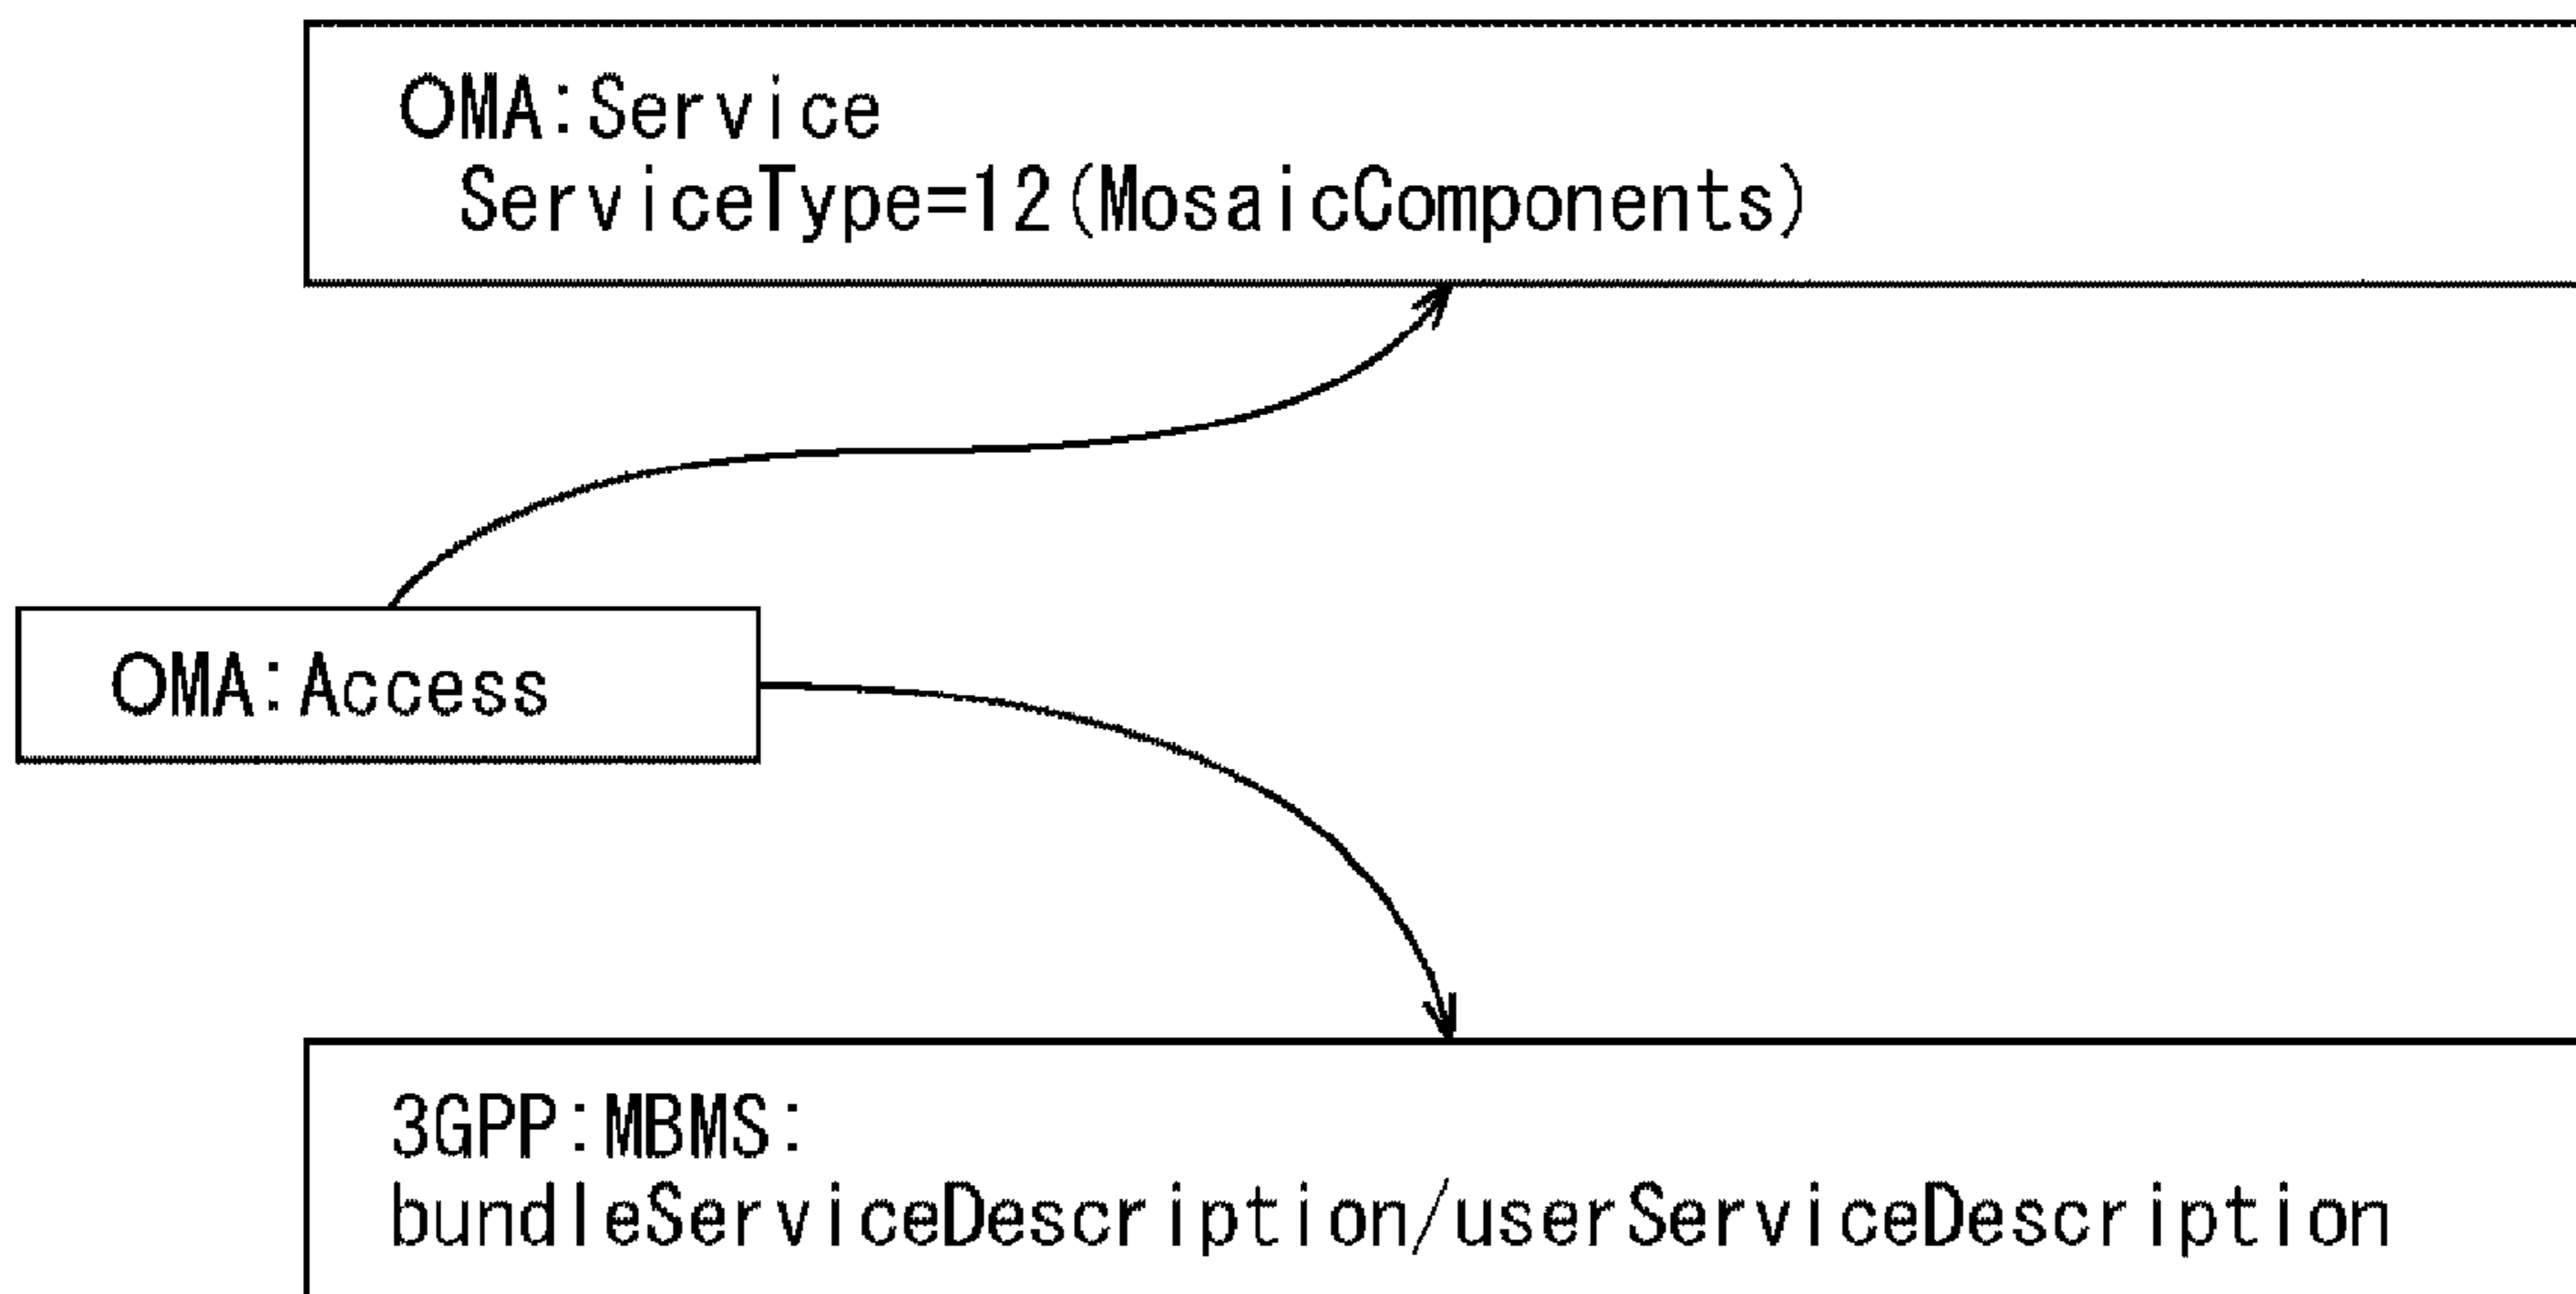 OMA:Service
ServiceType=12(MosaicComponents)
OMA:Access
3GPP:MBMS:
bundleServiceDescription/userServiceDescription